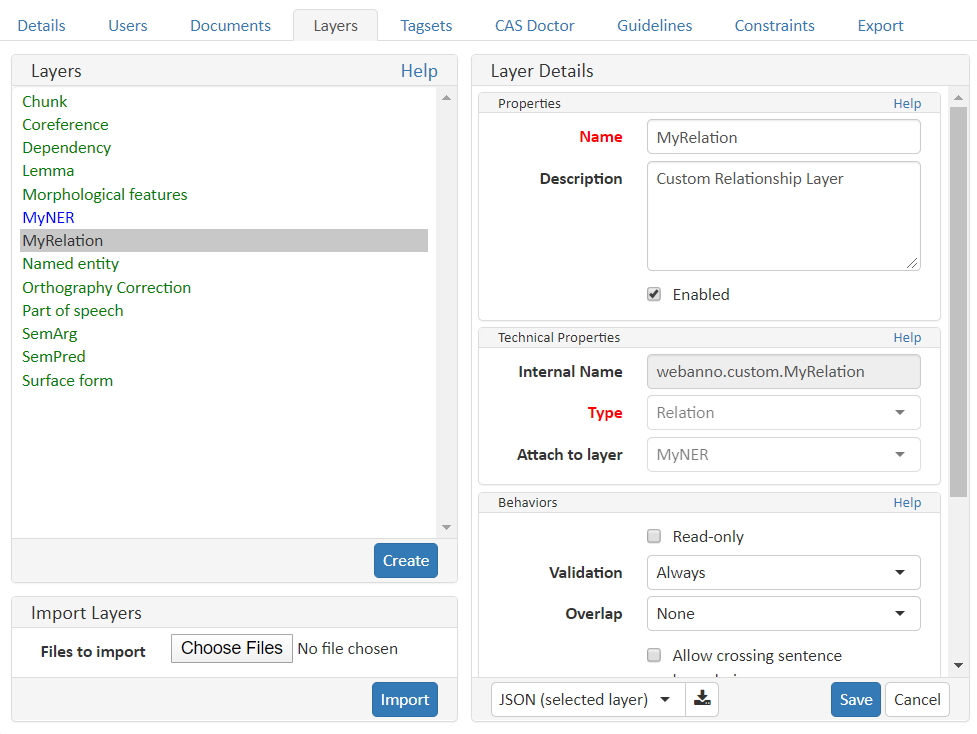 Details Users Documents Layers Tagsets CAS Doctor Guidelines Constraints Export
Layers Help
Chunk
Coreference
Dependency
Lemma
Morphological features
MyNER
MyRelation
Named entity
Orthography Correction
Part of speech
SemArg
SemPred
Surface form
Create
Import Layers
Files to import Choose Files No file chosen
Import
Layer Details
Properties Help
Name MyRelation
Description Custom Relationship Layer
Enabled
Technical Properties Help
Internal Name webanno.custom.MyRelation
Type Relation
Attach to layer MyNER
Behaviors Help
Read-only
Validation Always
Overlap None
Allow crossing sentence
JSON (selected layer) Save Cancel